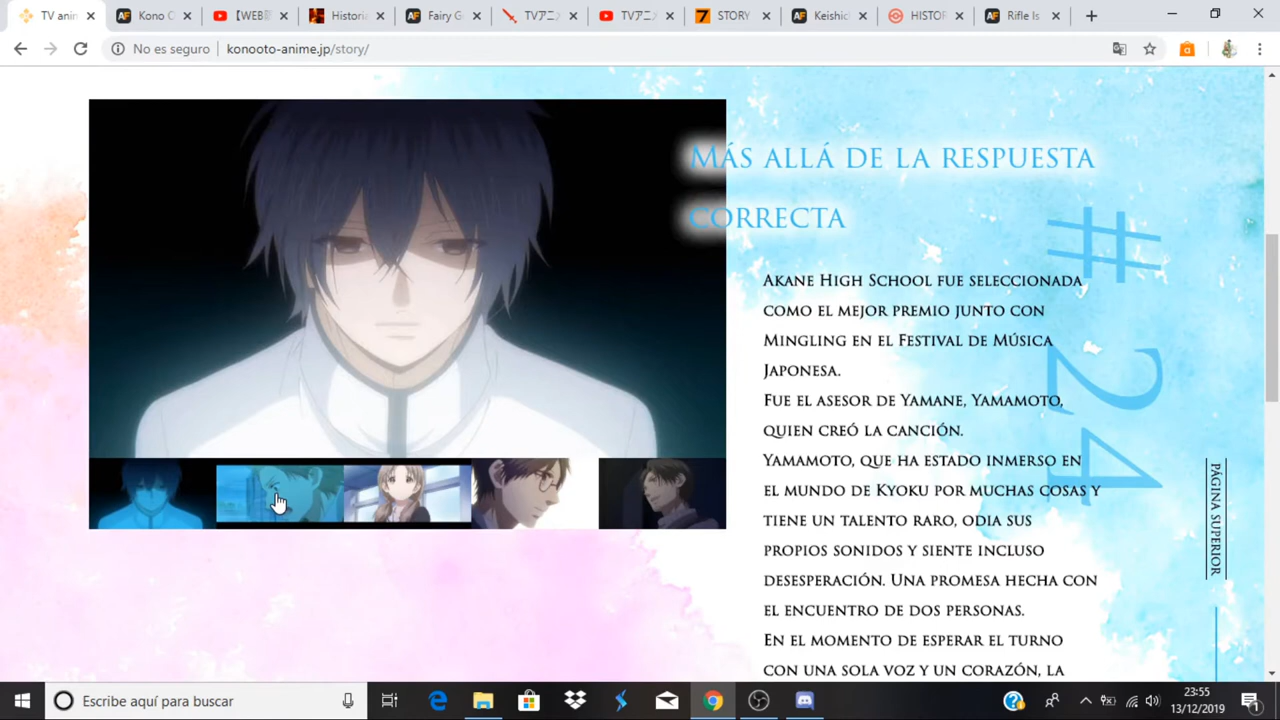 TV anin
Kono O
【WEB
Historia
Fairy G
TVアニメ
TVアニメ
STORY
Keishic
HISTOR
Rifle Is
No es seguro
konooto-anime.jp/story/
Más allá de la respuesta
correcta
#24
Akane High School fue seleccionada
como el mejor premio junto con
Mingling en el Festival de Música
Japonesa.
Fue el asesor de Yamane, Yamamoto,
quien creó la canción.
Yamamoto, que ha estado inmerso en
el mundo de Kyoku por muchas cosas y
tiene un talento raro, odia sus
propios sonidos y siente incluso
desesperación. Una promesa hecha con
el encuentro de dos personas.
En el momento de esperar el turno
con una sola voz y un corazón, la
PÁGINA SUPERIOR
Escribe aquí para buscar
23:55
13/12/2019